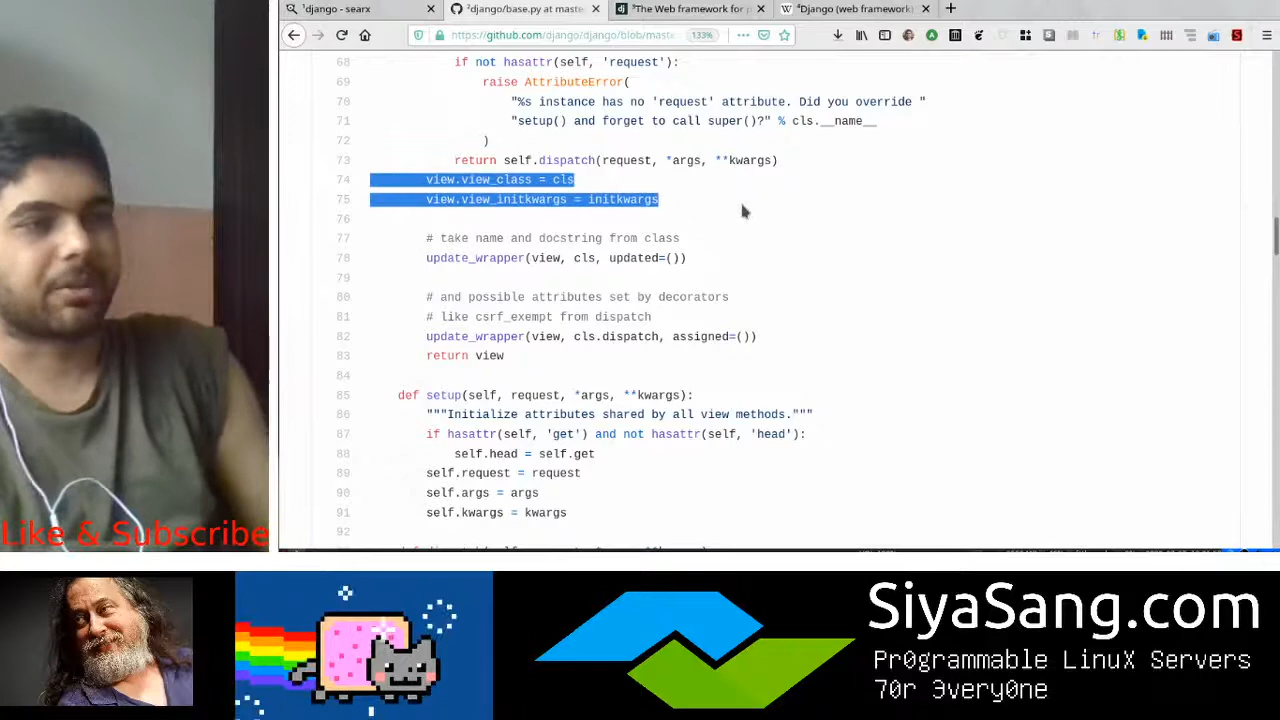 ¹django - searx
²django/base.py at maste
³The Web framework for p
⁴Django (web framework)
https://github.com/django/django/blob/maste
133%
68 if not hasattr(self, 'request'):
69 raise AttributeError(
70 "%s instance has no 'request' attribute. Did you override "
71 "setup() and forget to call super()?" % cls.__name__
72 )
73 return self.dispatch(request, *args, **kwargs)
74 view.view_class = cls
75 view.view_initkwargs = initkwargs
76
77 # take name and docstring from class
78 update_wrapper(view, cls, updated=())
79
80 # and possible attributes set by decorators
81 # like csrf_exempt from dispatch
82 update_wrapper(view, cls.dispatch, assigned=())
83 return view
84
85 def setup(self, request, *args, **kwargs):
86 """Initialize attributes shared by all view methods."""
87 if hasattr(self, 'get') and not hasattr(self, 'head'):
88 self.head = self.get
89 self.request = request
90 self.args = args
91 self.kwargs = kwargs
92
Like & Subscribe
SiyaSang.com
Pr0grammable LinuX Servers
70r 3very0ne